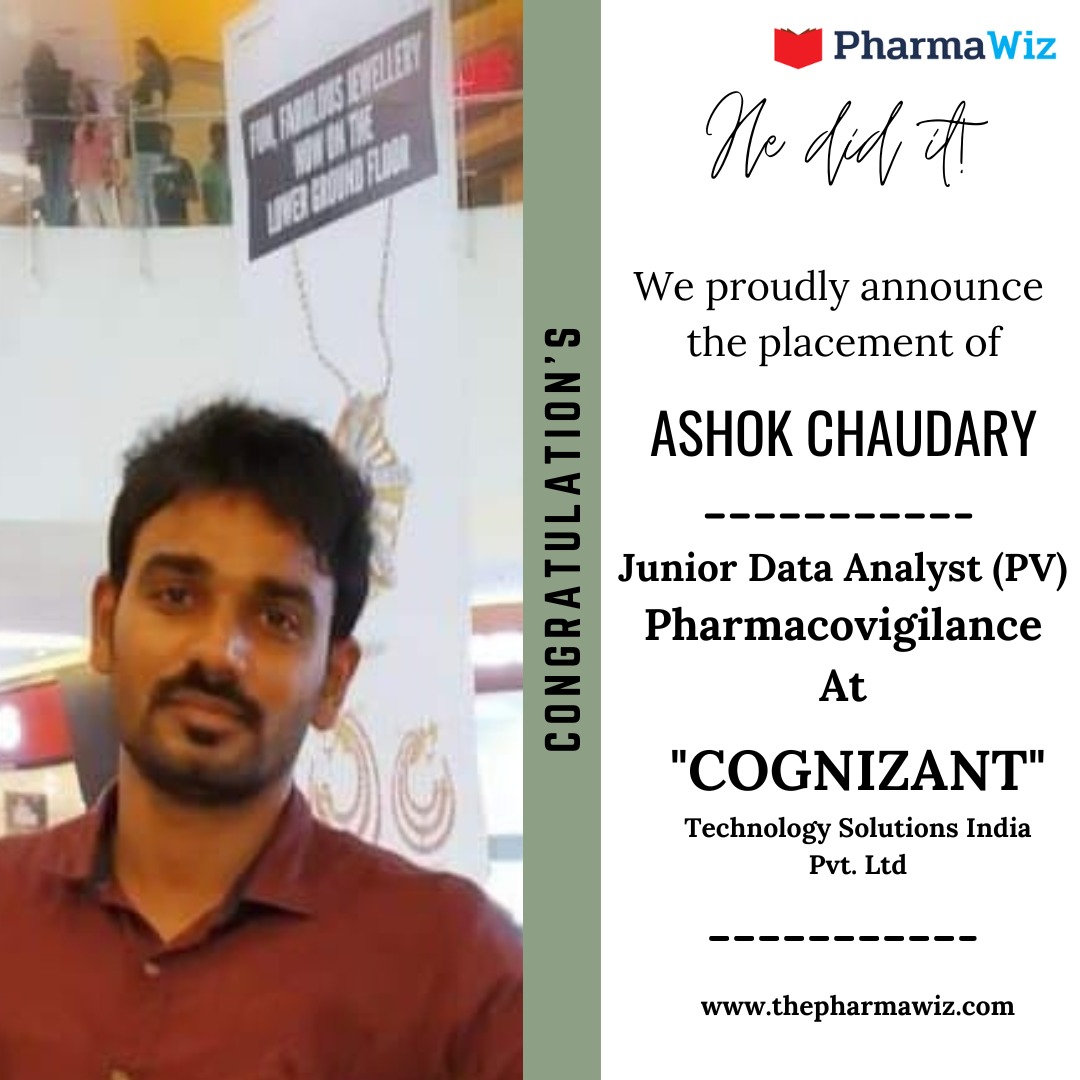 FUN, FABULOUS JEWELLERY
NOW ON THE
LOWER GROUND FLOOR
CONGRATULATION'S
PharmaWiz
He did it!
We proudly announce
the placement of
ASHOK CHAUDARY
-----------
Junior Data Analyst (PV)
Pharmacovigilance
At
"COGNIZANT"
Technology Solutions India
Pvt. Ltd
-----------
www.thepharmawiz.com